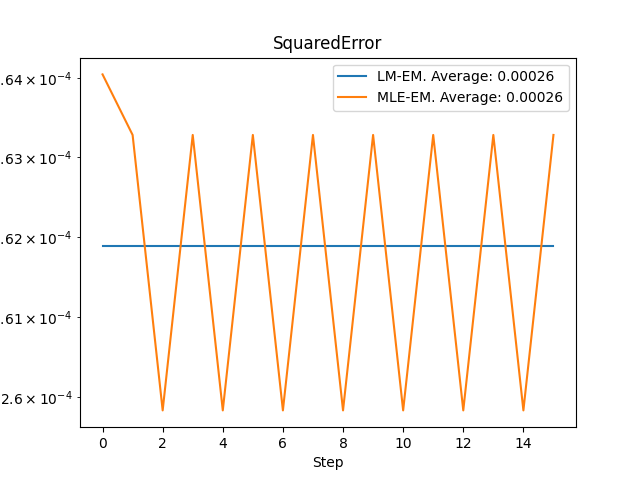 SquaredError
LM-EM. Average: 0.00026
MLE-EM. Average: 0.00026
.64 × 10⁻⁴
.63 × 10⁻⁴
.62 × 10⁻⁴
.61 × 10⁻⁴
2.6 × 10⁻⁴
0 2 4 6 8 10 12 14
Step